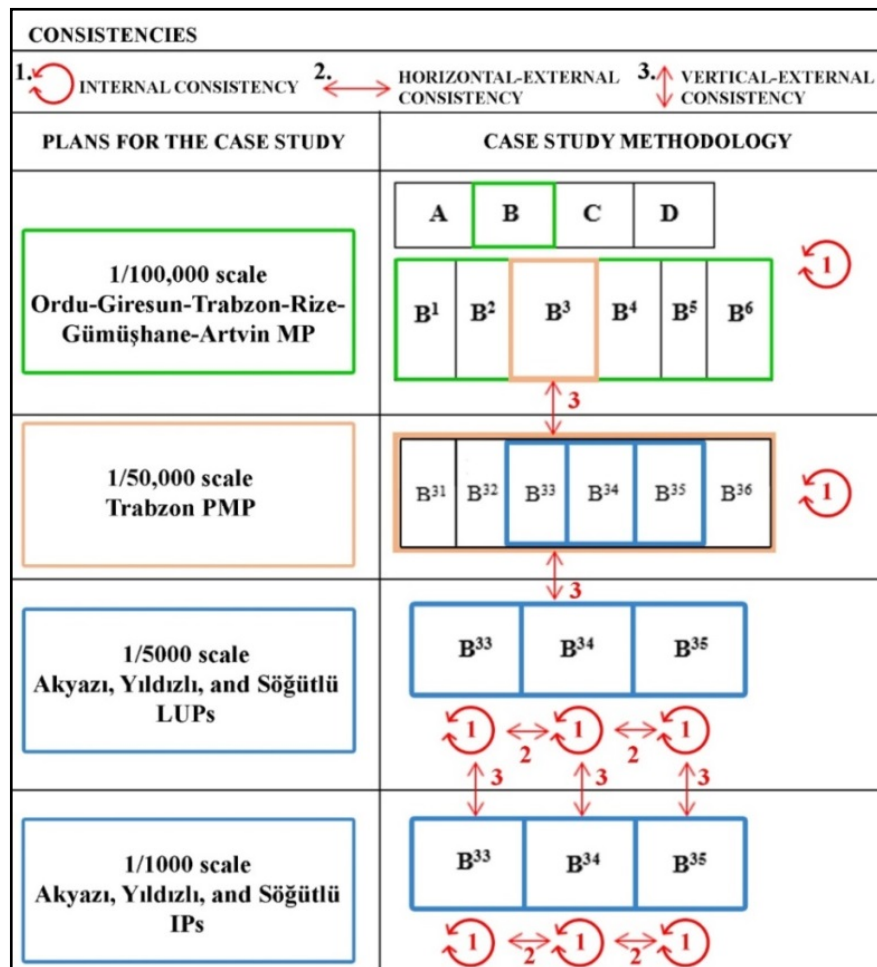 CONSISTENCIES
1. INTERNAL CONSISTENCY
2. HORIZONTAL-EXTERNAL
CONSISTENCY
3. VERTICAL-EXTERNAL
CONSISTENCY
PLANS FOR THE CASE STUDY
CASE STUDY METHODOLOGY
1/100,000 scale
Ordu-Giresun-Trabzon-Rize-
Gümüşhane-Artvin MP
A B C D
B¹ B² B³ B⁴ B⁵ B⁶
1
3
1/50,000 scale
Trabzon PMP
B³¹ B³² B³³ B³⁴ B³⁵ B³⁶
1
3
1/5000 scale
Akyazı, Yıldızlı, and Söğütlü
LUPs
B³³ B³⁴ B³⁵
1 2 1 2 1
3 3 3
1/1000 scale
Akyazı, Yıldızlı, and Söğütlü
IPs
B³³ B³⁴ B³⁵
1 2 1 2 1